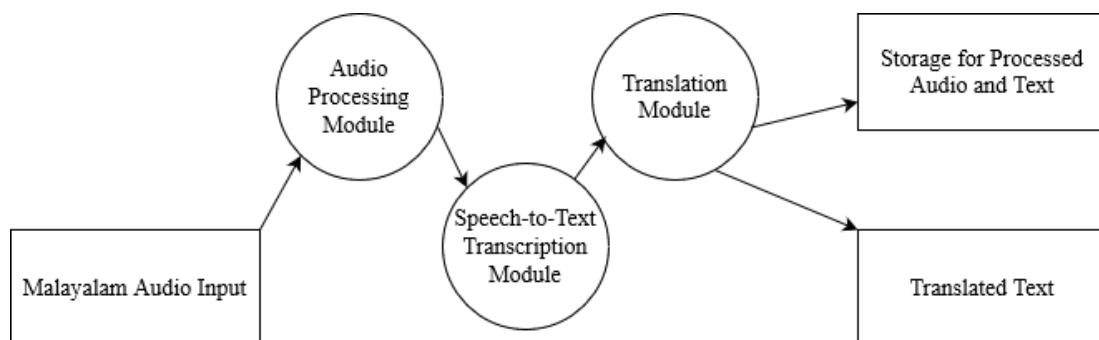 Audio
Processing
Module
Translation
Module
Storage for Processed
Audio and Text
Speech-to-Text
Transcription
Module
Malayalam Audio Input
Translated Text